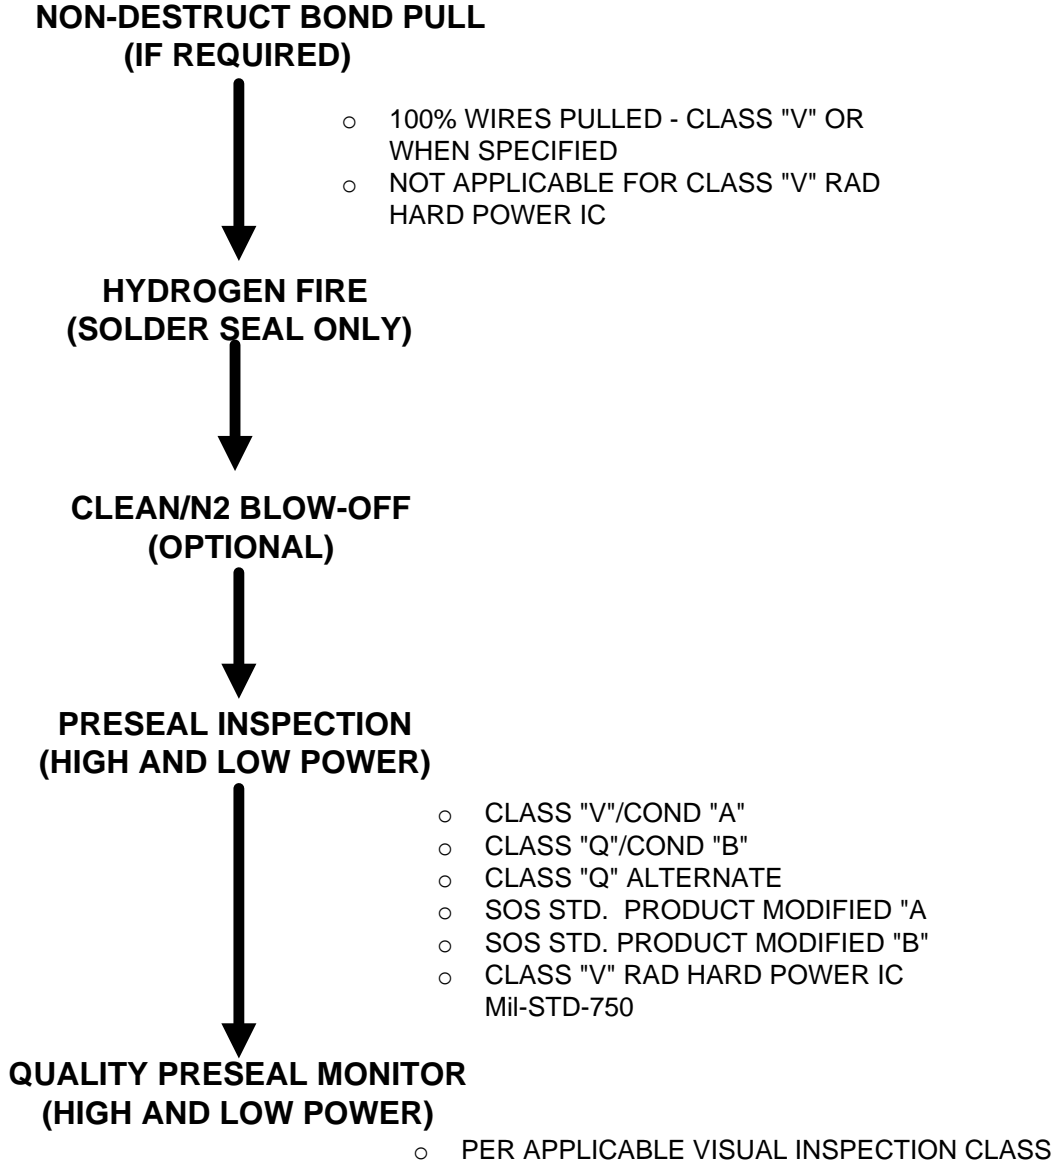 NON-DESTRUCT BOND PULL
(IF REQUIRED)
○ 100% WIRES PULLED - CLASS "V" OR
WHEN SPECIFIED
○ NOT APPLICABLE FOR CLASS "V" RAD
HARD POWER IC
HYDROGEN FIRE
(SOLDER SEAL ONLY)
CLEAN/N2 BLOW-OFF
(OPTIONAL)
PRESEAL INSPECTION
(HIGH AND LOW POWER)
○ CLASS "V"/COND "A"
○ CLASS "Q"/COND "B"
○ CLASS "Q" ALTERNATE
○ SOS STD.  PRODUCT MODIFIED "A
○ SOS STD. PRODUCT MODIFIED "B"
○ CLASS "V" RAD HARD POWER IC
Mil-STD-750
QUALITY PRESEAL MONITOR
(HIGH AND LOW POWER)
○ PER APPLICABLE VISUAL INSPECTION CLASS